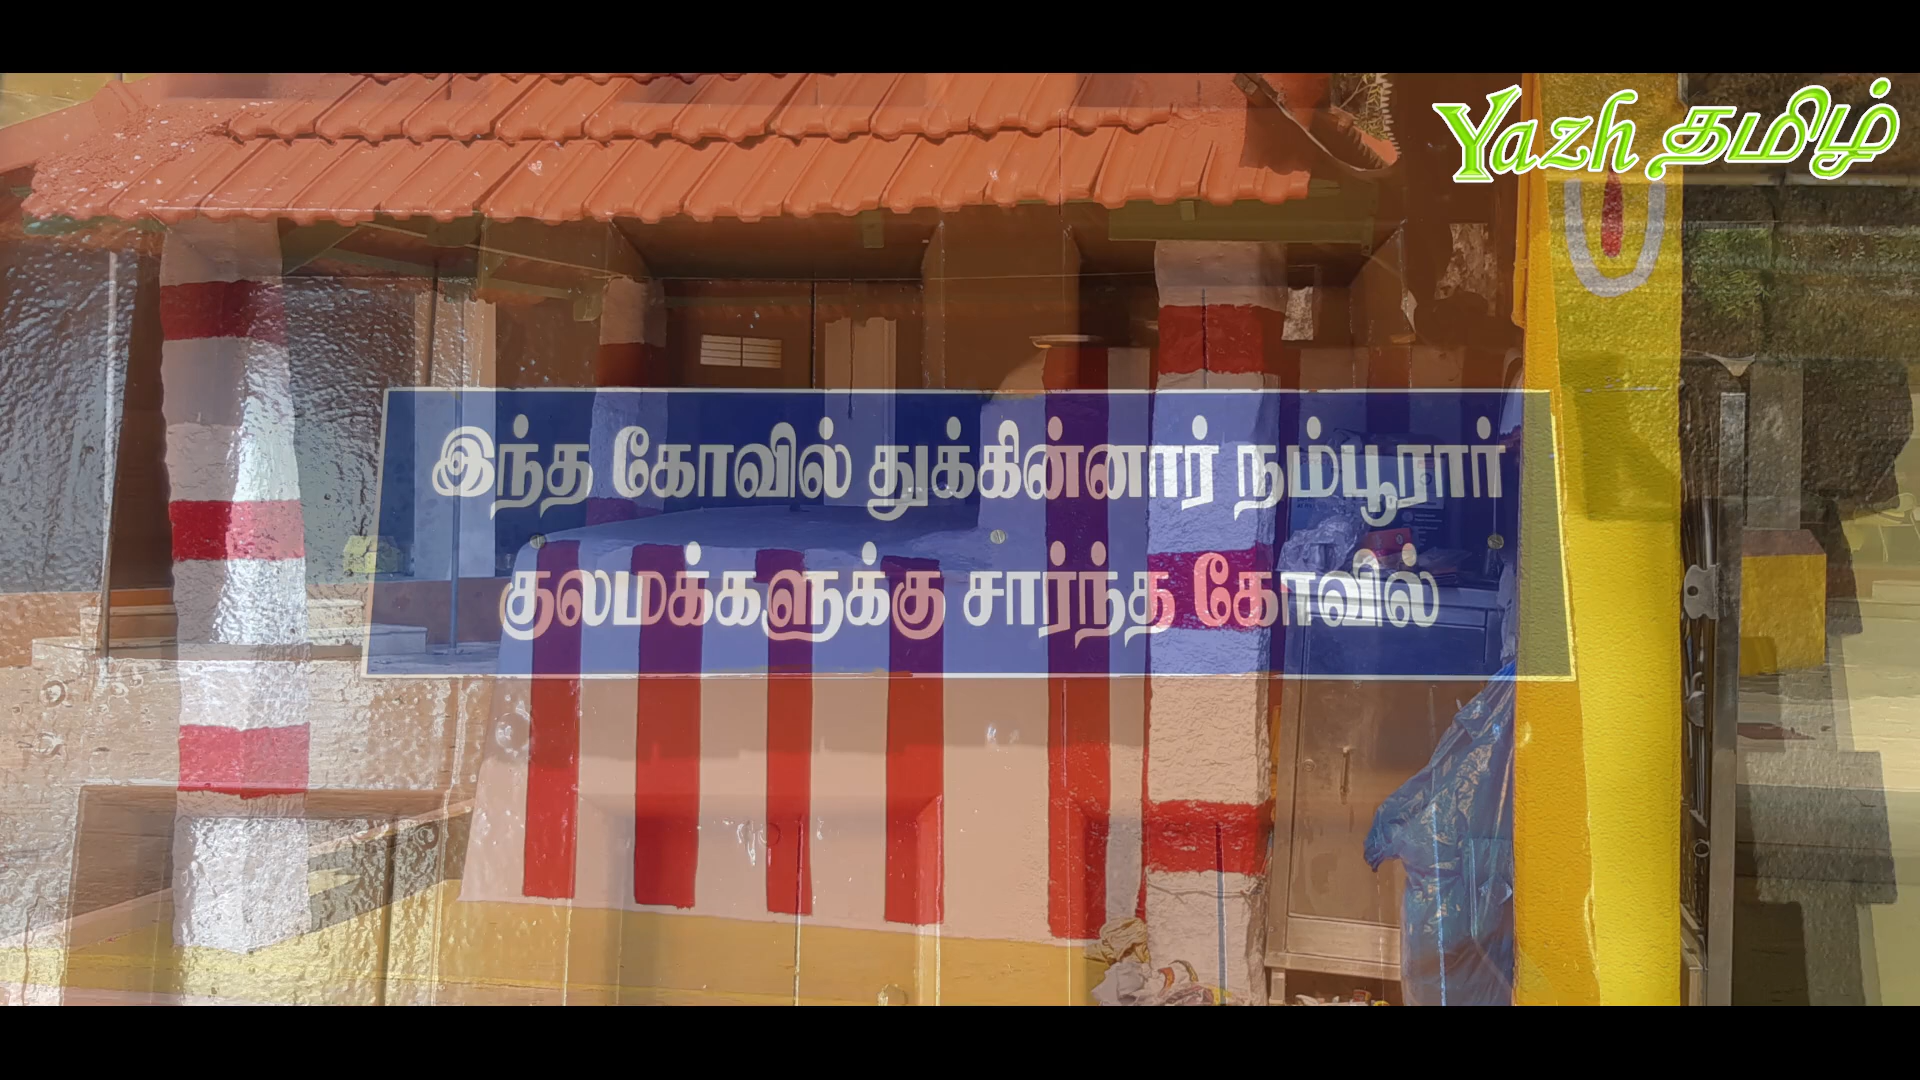 Yazh தமிழ்
இந்த கோவில் துக்கின்னார் நம்பூரார்
குலமக்களுக்கு சார்ந்த கோவில்